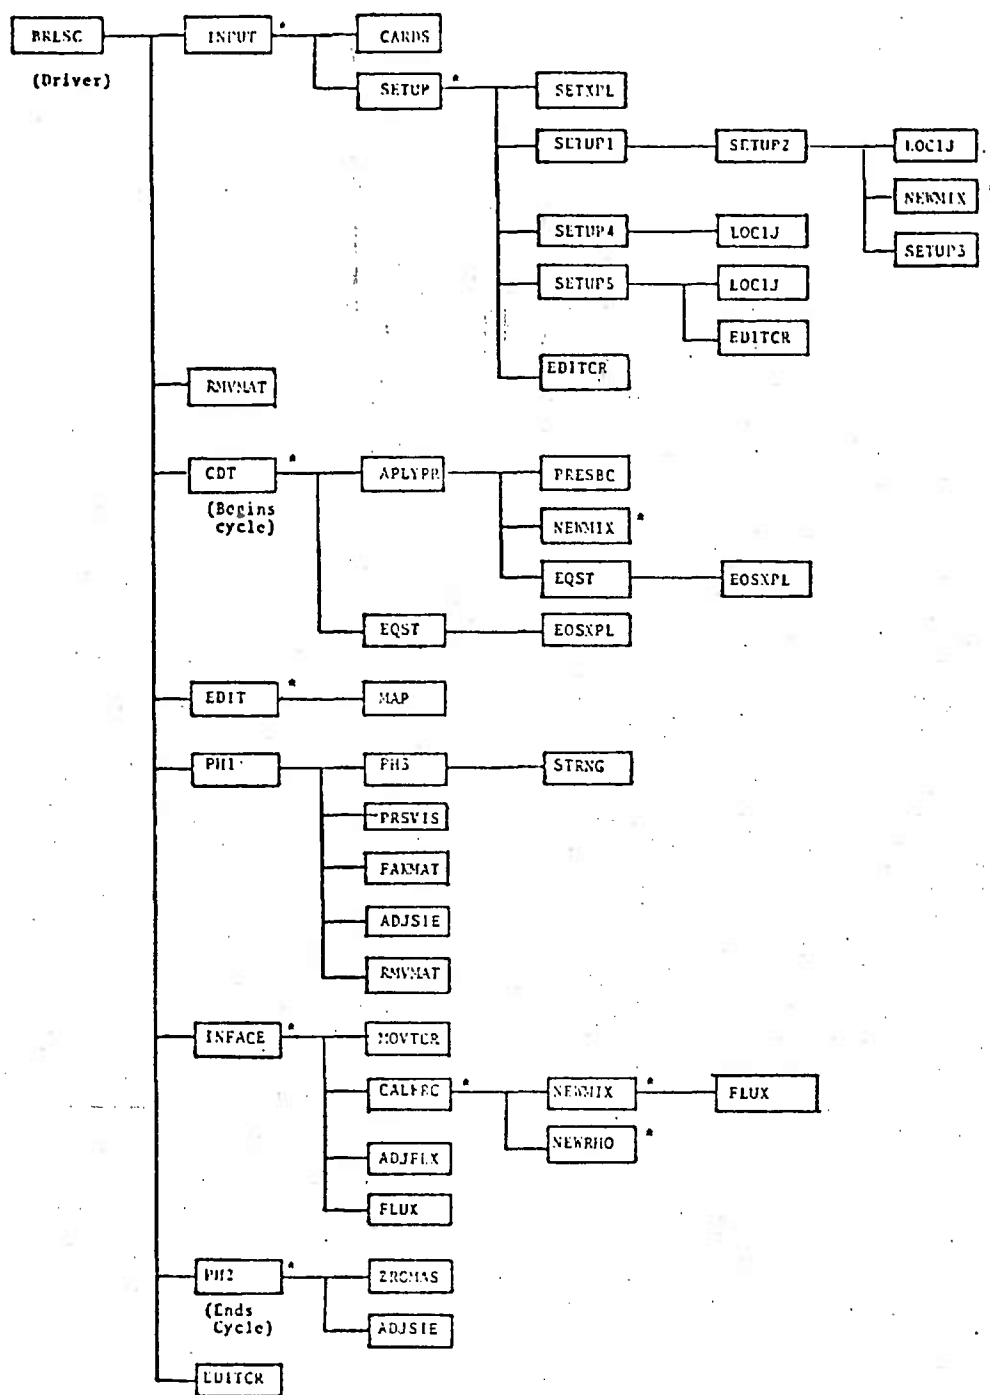 BRLSC
(Driver)
INPUT *
CARDS
SETUP *
SETXPL
SETUP1
SETUP2
LOCIJ
NEWMIX
SETUP3
SETUP4
LOCIJ
SETUP5
LOCIJ
EDITCR
EDITCR
RMVMAT
CDT *
(Begins
cycle)
APLYPR
PRESBC
NEWMIX *
EQST
EOSXPL
EQST
EOSXPL
EDIT *
MAP
PH1
PH3
STRNG
PRSVIS
FAKMAT
ADJSIE
RMVMAT
INFACE *
MOVTCR
CALFRC *
NEWMIX *
FLUX
NEWRHO *
ADJFLX
FLUX
PH2 *
(Ends
Cycle)
ZROMAS
ADJSIE
EDITCR